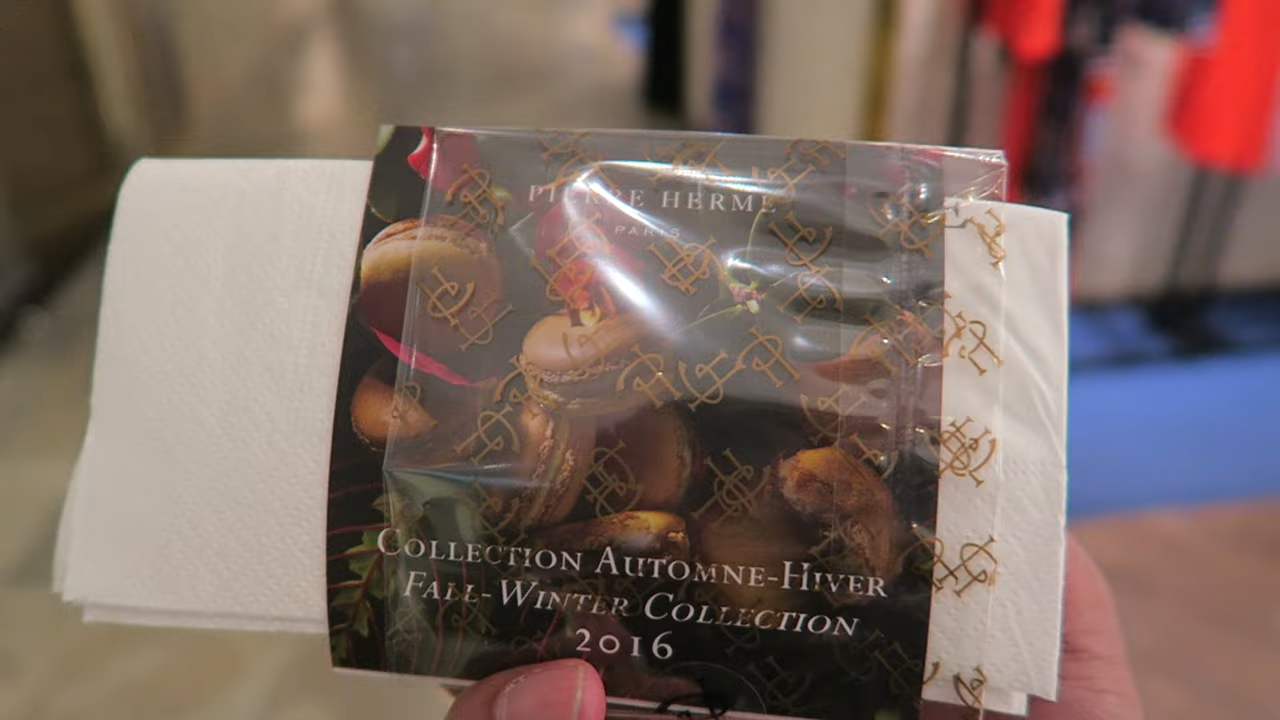 PIERRE HERMÉ
PARIS
COLLECTION AUTOMNE-HIVER
FALL-WINTER COLLECTION
2016